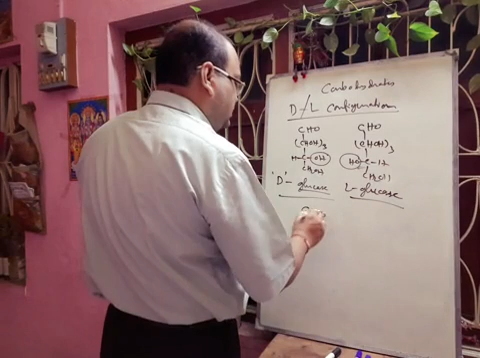 Carbohydrates
D/L Configuration
CHO CHO
(CHOH)3 (CHOH)3
H-C-OH HO-C-H
CH2OH CH2OH
'D'- glucose L- glucose